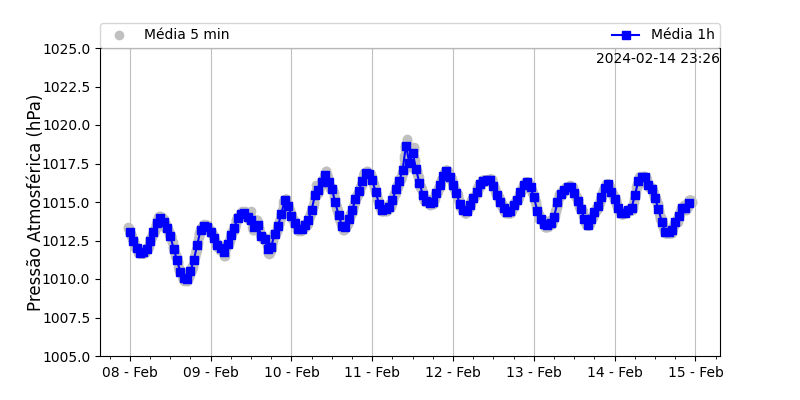 Média 5 min
Média 1h
2024-02-14 23:26
Pressão Atmosférica (hPa)
1025.0
1022.5
1020.0
1017.5
1015.0
1012.5
1010.0
1007.5
1005.0
08 - Feb
09 - Feb
10 - Feb
11 - Feb
12 - Feb
13 - Feb
14 - Feb
15 - Feb